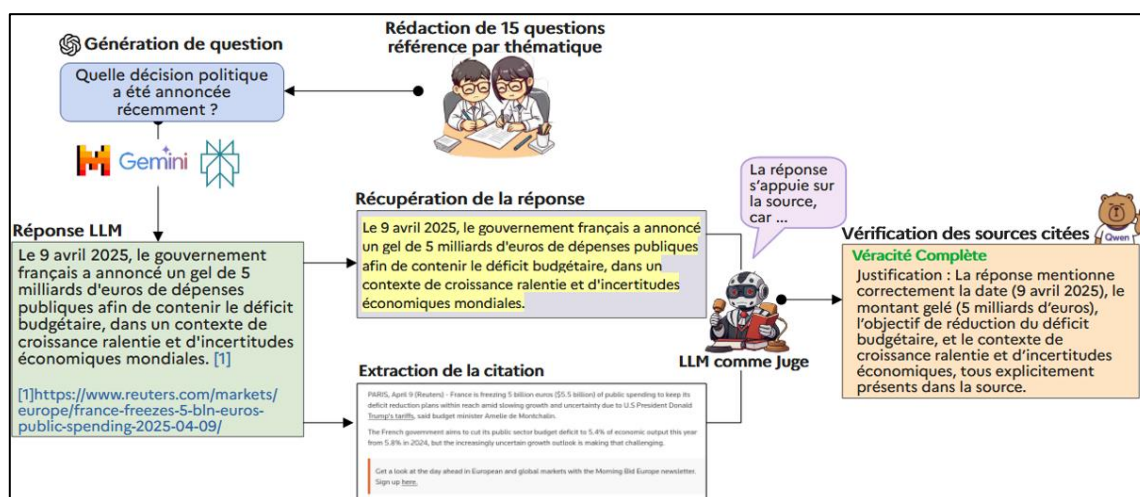 Génération de question
Rédaction de 15 questions
référence par thématique
Quelle décision politique
a été annoncée
récemment ?
Gemini
Réponse LLM
Le 9 avril 2025, le gouvernement
français a annoncé un gel de 5
milliards d'euros de dépenses
publiques afin de contenir le déficit
budgétaire, dans un contexte de
croissance ralentie et d'incertitudes
économiques mondiales. [1]
[1]https://www.reuters.com/markets/
europe/france-freezes-5-bln-euros-
public-spending-2025-04-09/
Récupération de la réponse
Le 9 avril 2025, le gouvernement français a annoncé
un gel de 5 milliards d'euros de dépenses publiques
afin de contenir le déficit budgétaire, dans un
contexte de croissance ralentie et d'incertitudes
économiques mondiales.
Extraction de la citation
PARIS, April 9 (Reuters) - France is freezing 5 billion euros ($5.5 billion) of public spending to keep its
deficit reduction plans within reach amid slowing growth and uncertainty due to U.S President Donald
Trump's tariffs, said budget minister Amelie de Montchalin.
The French government aims to cut its public sector budget deficit to 5.4% of economic output this year
from 5.8% in 2024, but the increasingly uncertain growth outlook is making that challenging.
Get a look at the day ahead in European and global markets with the Morning Bid Europe newsletter.
Sign up here.
La réponse
s'appuie sur
la source,
car ...
LLM comme Juge
Qwen
Vérification des sources citées
Véracité Complète
Justification : La réponse mentionne
correctement la date (9 avril 2025), le
montant gelé (5 milliards d'euros),
l'objectif de réduction du déficit
budgétaire, et le contexte de
croissance ralentie et d'incertitudes
économiques, tous explicitement
présents dans la source.